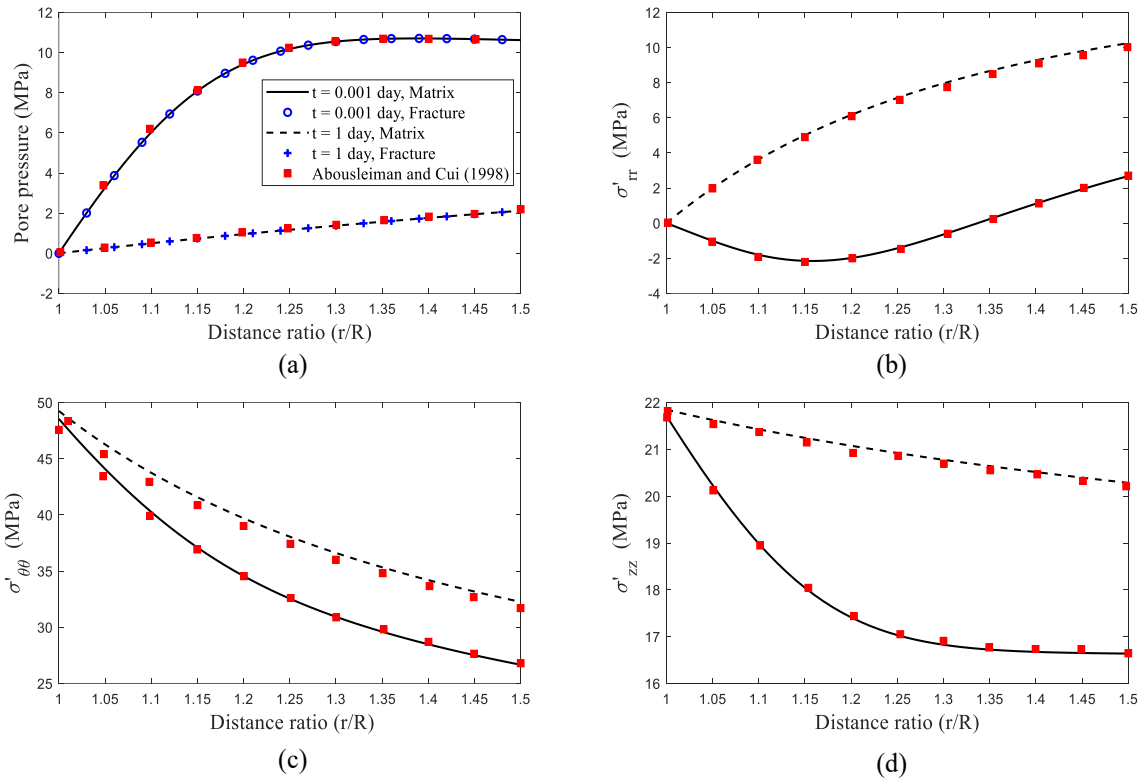 Pore pressure (MPa)
12
10
8
6
4
2
0
-2
t = 0.001 day, Matrix
t = 0.001 day, Fracture
t = 1 day, Matrix
t = 1 day, Fracture
Abousleiman and Cui (1998)
1 1.05 1.1 1.15 1.2 1.25 1.3 1.35 1.4 1.45 1.5
Distance ratio (r/R)
(a)
σ'rr (MPa)
12
10
8
6
4
2
0
-2
-4
1 1.05 1.1 1.15 1.2 1.25 1.3 1.35 1.4 1.45 1.5
Distance ratio (r/R)
(b)
σ'θθ (MPa)
50
45
40
35
30
25
1 1.05 1.1 1.15 1.2 1.25 1.3 1.35 1.4 1.45 1.5
Distance ratio (r/R)
(c)
σ'zz (MPa)
22
21
20
19
18
17
16
1 1.05 1.1 1.15 1.2 1.25 1.3 1.35 1.4 1.45 1.5
Distance ratio (r/R)
(d)